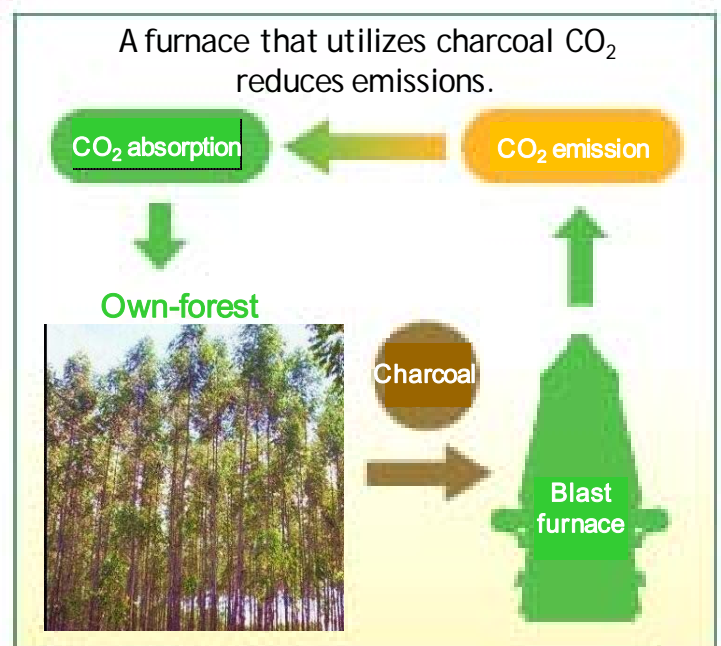 A furnace that utilizes charcoal CO₂
reduces emissions.
CO₂ absorption
CO₂ emission
Own-forest
Charcoal
Blast
furnace